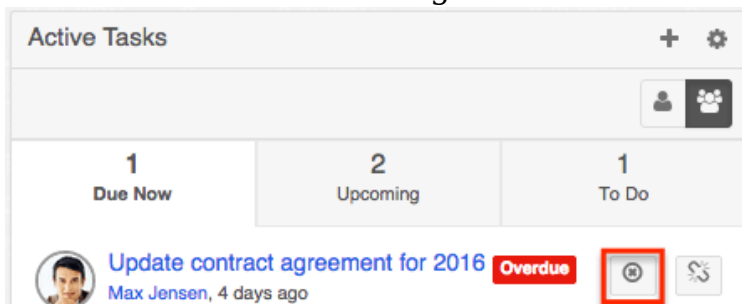 Active Tasks
1 2 1
Due Now Upcoming To Do
Update contract agreement for 2016 Overdue
Max Jensen, 4 days ago